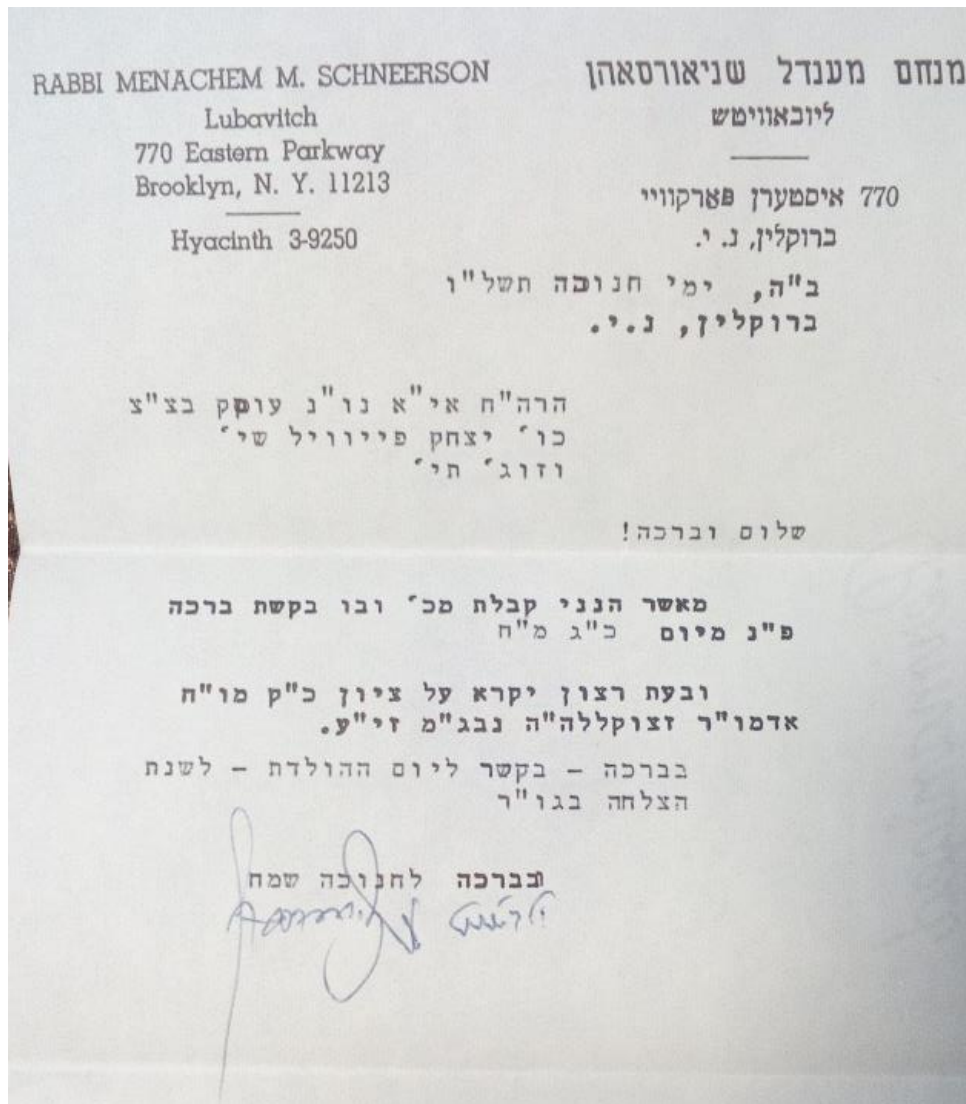 RABBI MENACHEM M. SCHNEERSON
Lubavitch
770 Eastern Parkway
Brooklyn, N. Y. 11213
Hyacinth 3-9250
מנחם מענדל שניאורסאהן
ליובאוויטש
770 איסטערן פארקוויי
ברוקלין, נ. י.
ב"ה, ימי חנוכה תשל"ו
ברוקלין, נ.י.
הרה"ח אי"א נו"נ עוסק בצ"צ
כו' יצחק פייוויל שי'
וזוג' תי'
שלום וברכה!
מאשר הנני קבלת מכ' ובו בקשת ברכה
פ"נ מיום כ"ג מ"ח
ובעת רצון יקרא על ציון כ"ק מו"ח
אדמו"ר זצוקללה"ה נבג"מ זי"ע.
בברכה - בקשר ליום ההולדת - לשנת
הצלחה בגו"ר
בברכה לחנוכה שמח